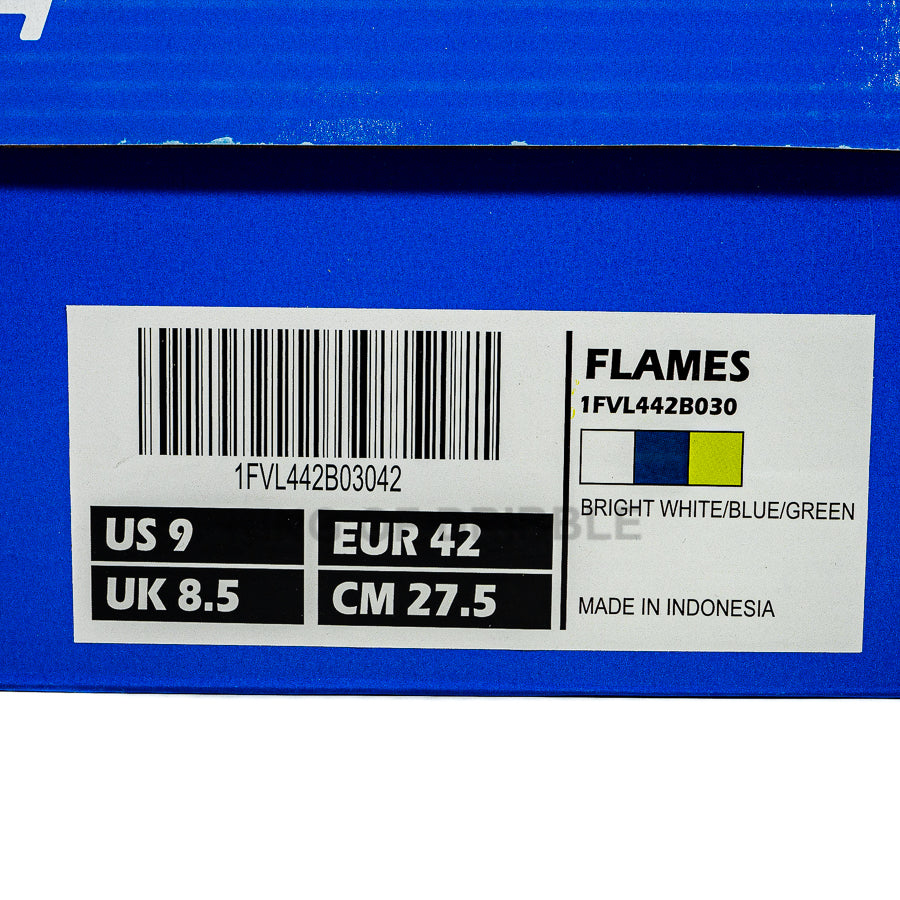 1FVL442B03042
US 9
EUR 42
UK 8.5
CM 27.5
FLAMES
1FVL442B030
BRIGHT WHITE/BLUE/GREEN
MADE IN INDONESIA